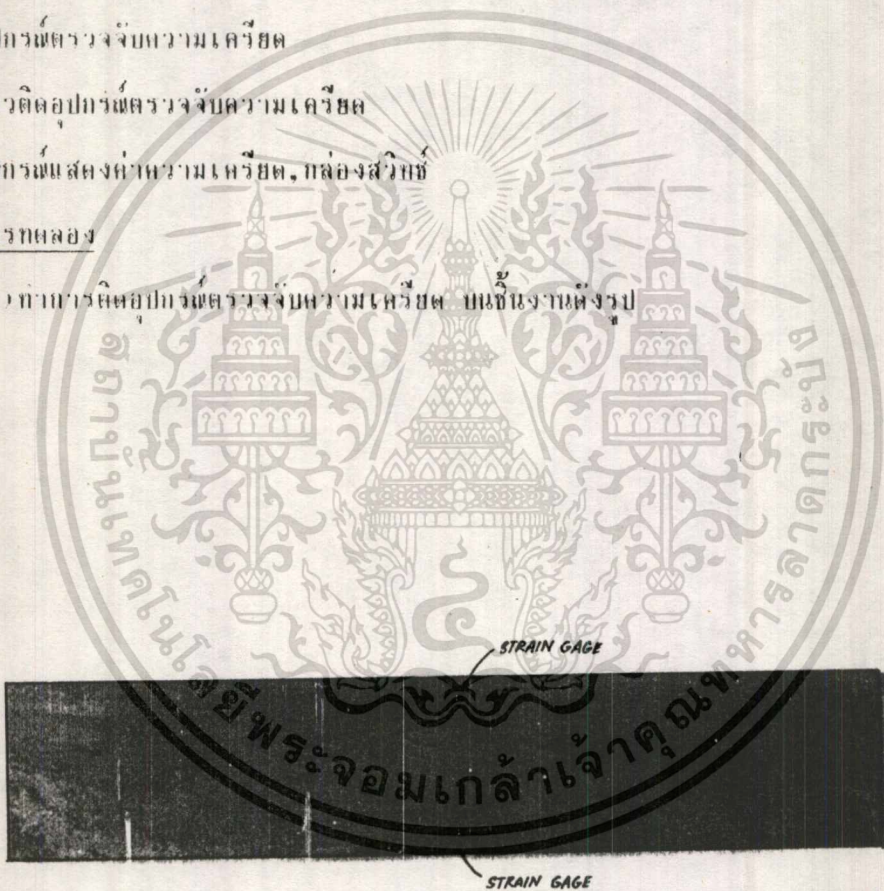 ปกรณ์ตรวจจับความเครียด
วติดอุปกรณ์ตรวจจับความเครียด
กรณ์แสดงค่าความเครียด,กล่องสวิทช์
รทดลอง
ทำการติดอุปกรณ์ตรวจจับความเครียด บนชิ้นงานดังรูป
STRAIN GAGE
สถาบันเทคโนโลยีพระจอมเกล้าเจ้าคุณทหารลาดกระบัง
STRAIN GAGE